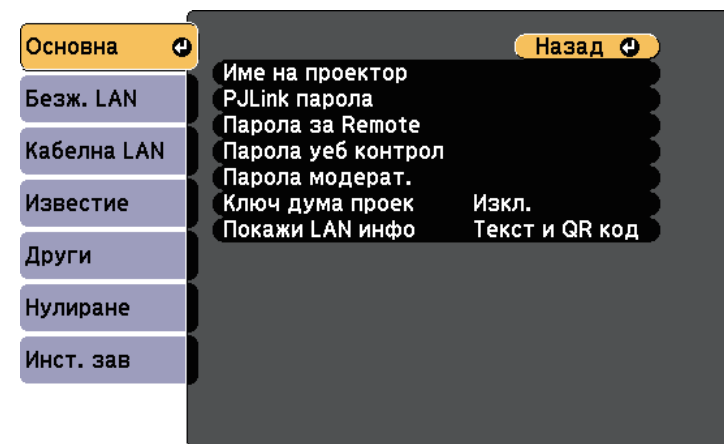 Основна
Безж. LAN
Кабелна LAN
Известие
Други
Нулиране
Инст. зав
Назад
Име на проектор
PJLink парола
Парола за Remote
Парола уеб контрол
Парола модерат.
Ключ дума проек Изкл.
Покажи LAN инфо Текст и QR код